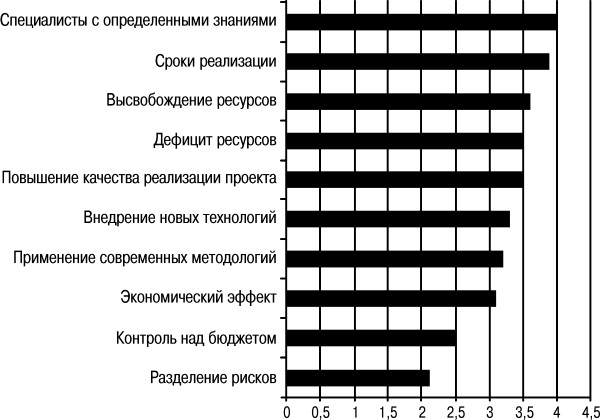 Специалисты с определенными знаниями
Сроки реализации
Высвобождение ресурсов
Дефицит ресурсов
Повышение качества реализации проекта
Внедрение новых технологий
Применение современных методологий
Экономический эффект
Контроль над бюджетом
Разделение рисков
0 0,5 1 1,5 2 2,5 3 3,5 4 4,5